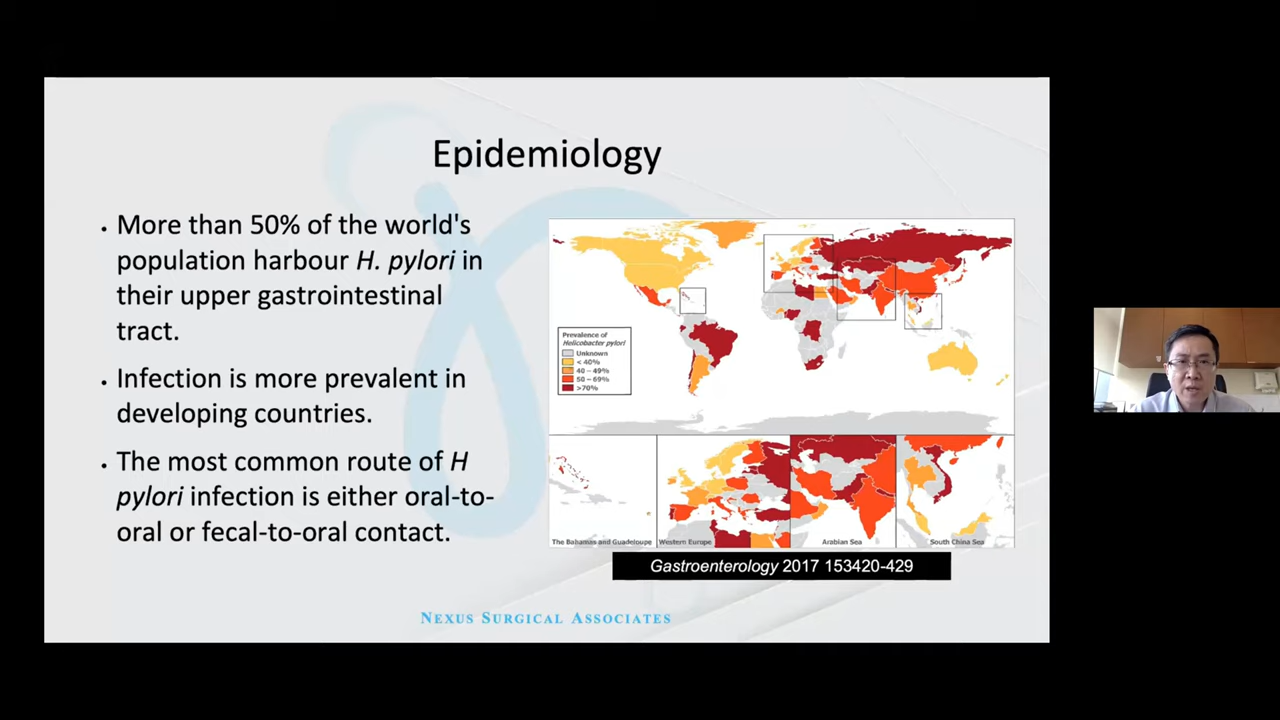 Epidemiology
• More than 50% of the world's
population harbour H. pylori in
their upper gastrointestinal
tract.
• Infection is more prevalent in
developing countries.
• The most common route of H
pylori infection is either oral-to-
oral or fecal-to-oral contact.
Prevalence of
Helicobacter pylori
Unknown
< 40%
40 – 49%
50 – 69%
>70%
The Bahamas and Guadeloupe
Western Europe
Arabian Sea
South China Sea
Gastroenterology 2017 153420-429
NEXUS SURGICAL ASSOCIATES